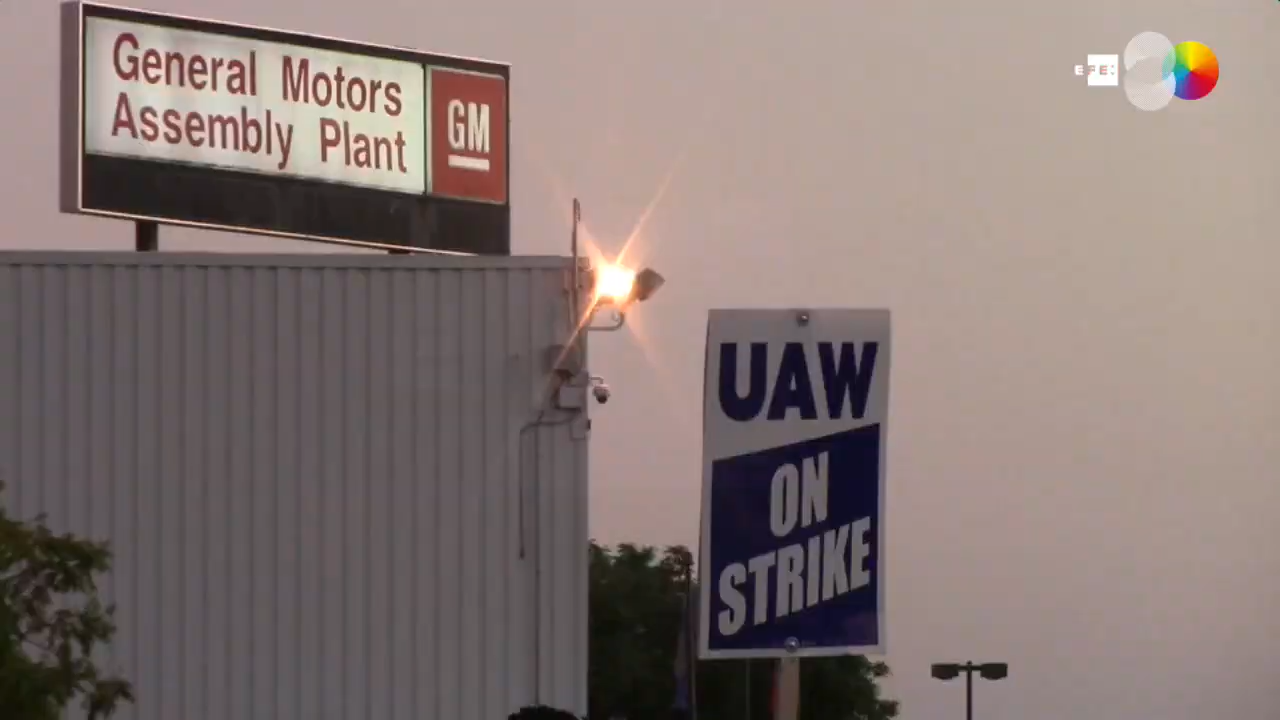 General Motors
Assembly Plant
GM
EFE:
UAW
ON
STRIKE